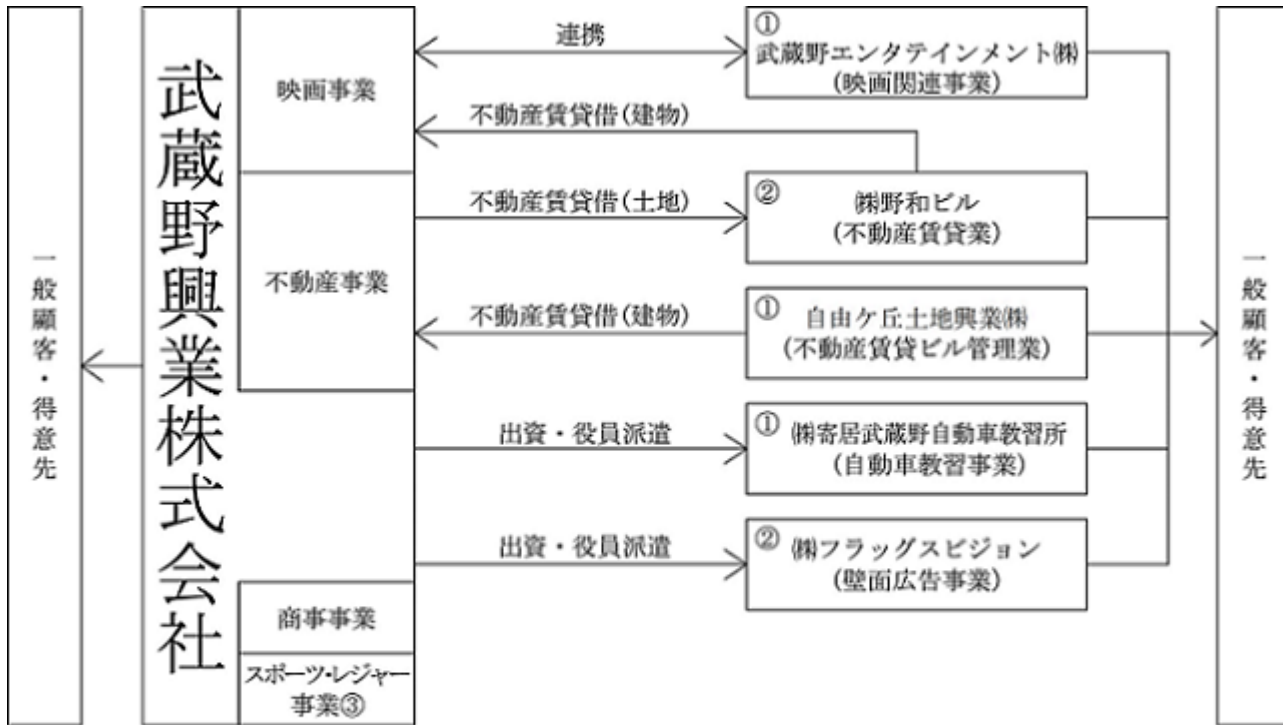 一般顧客・得意先
武蔵野興業株式会社
映画事業
不動産事業
商事事業
スポーツ・レジャー
事業③
連携
不動産賃貸借(建物)
不動産賃貸借(土地)
不動産賃貸借(建物)
出資・役員派遣
出資・役員派遣
①
武蔵野エンタテインメント㈱
(映画関連事業)
②
㈱野和ビル
(不動産賃貸業)
①
自由ケ丘土地興業㈱
(不動産賃貸ビル管理業)
①
㈱寄居武蔵野自動車教習所
(自動車教習事業)
②
㈱フラッグスビジョン
(壁面広告事業)
一般顧客・得意先